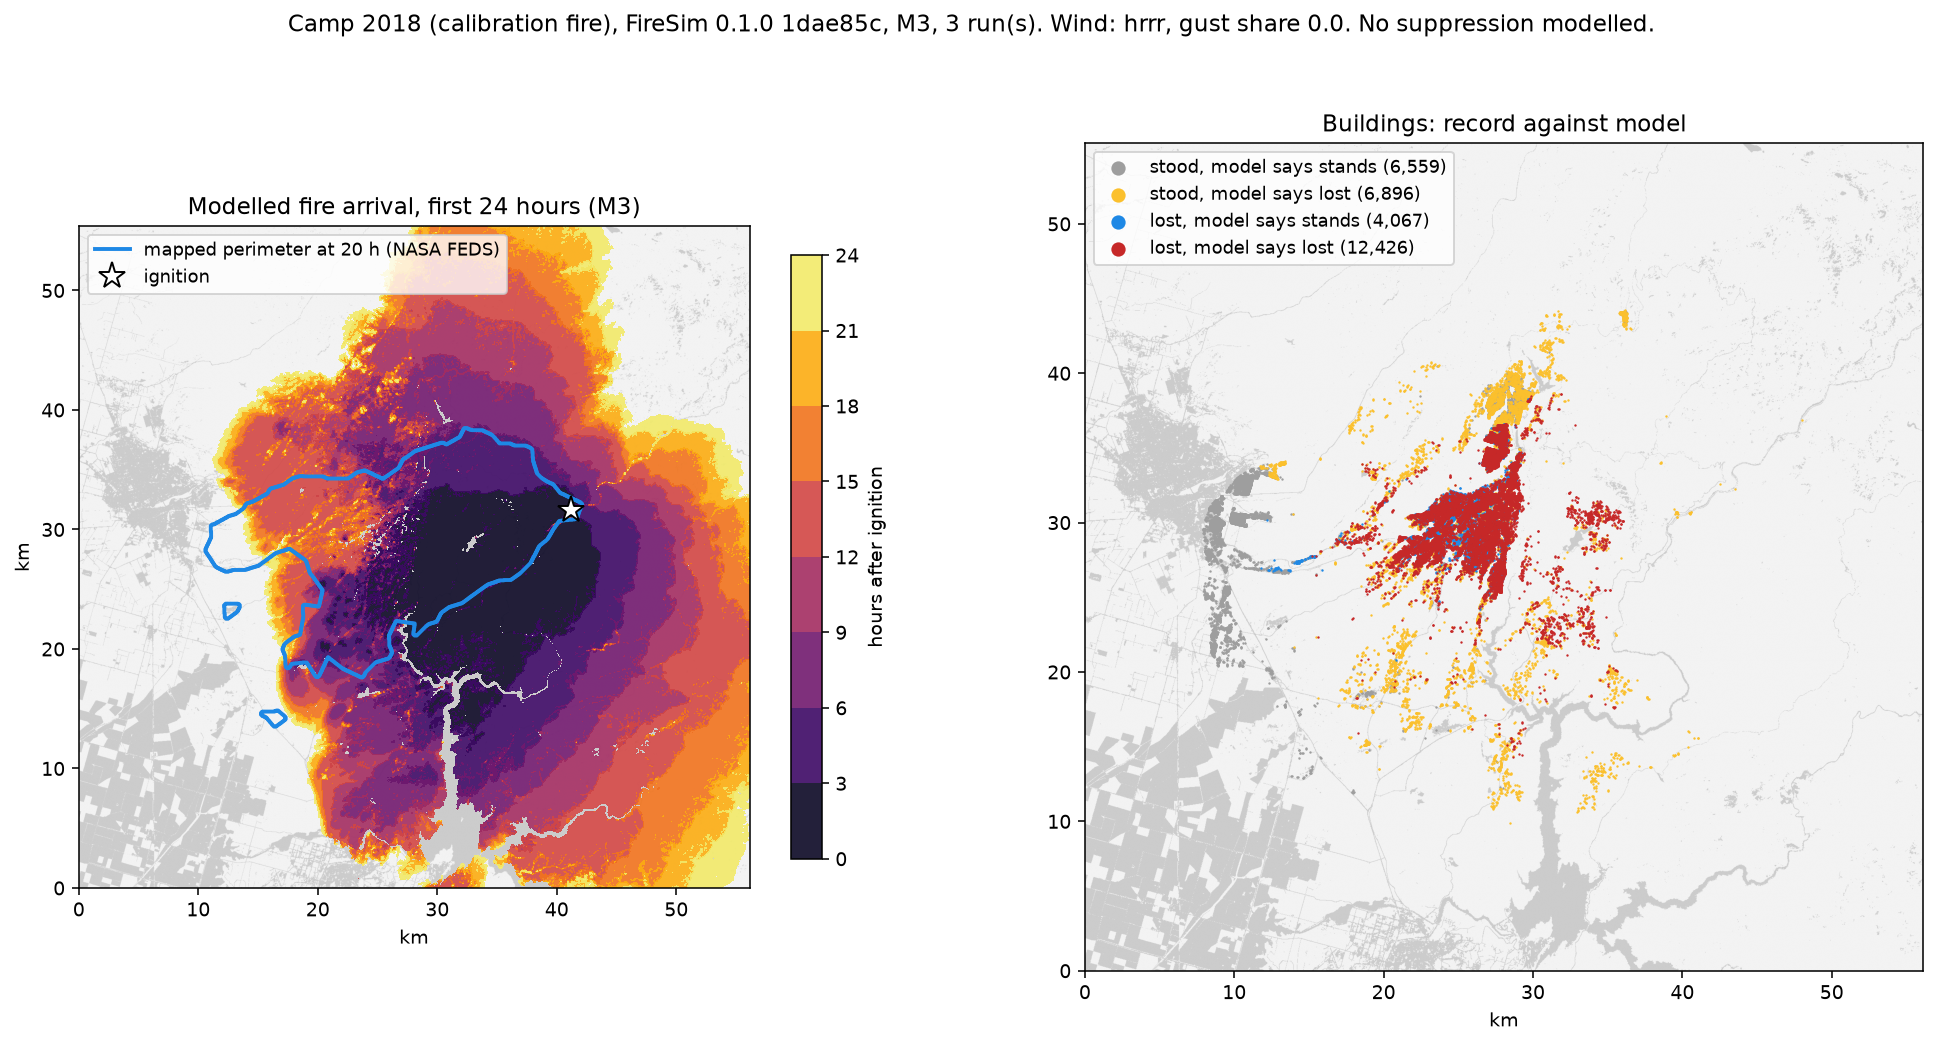 Camp 2018 (calibration fire), FireSim 0.1.0 1dae85c, M3, 3 run(s). Wind: hrrr, gust share 0.0. No suppression modelled.
Modelled fire arrival, first 24 hours (M3)
mapped perimeter at 20 h (NASA FEDS)
ignition
50
40
30
20
10
0
km
0
10
20
30
40
50
km
24
21
18
15
12
9
6
3
0
hours after ignition
Buildings: record against model
stood, model says stands (6,559)
stood, model says lost (6,896)
lost, model says stands (4,067)
lost, model says lost (12,426)
50
40
30
20
10
0
0
10
20
30
40
50
km